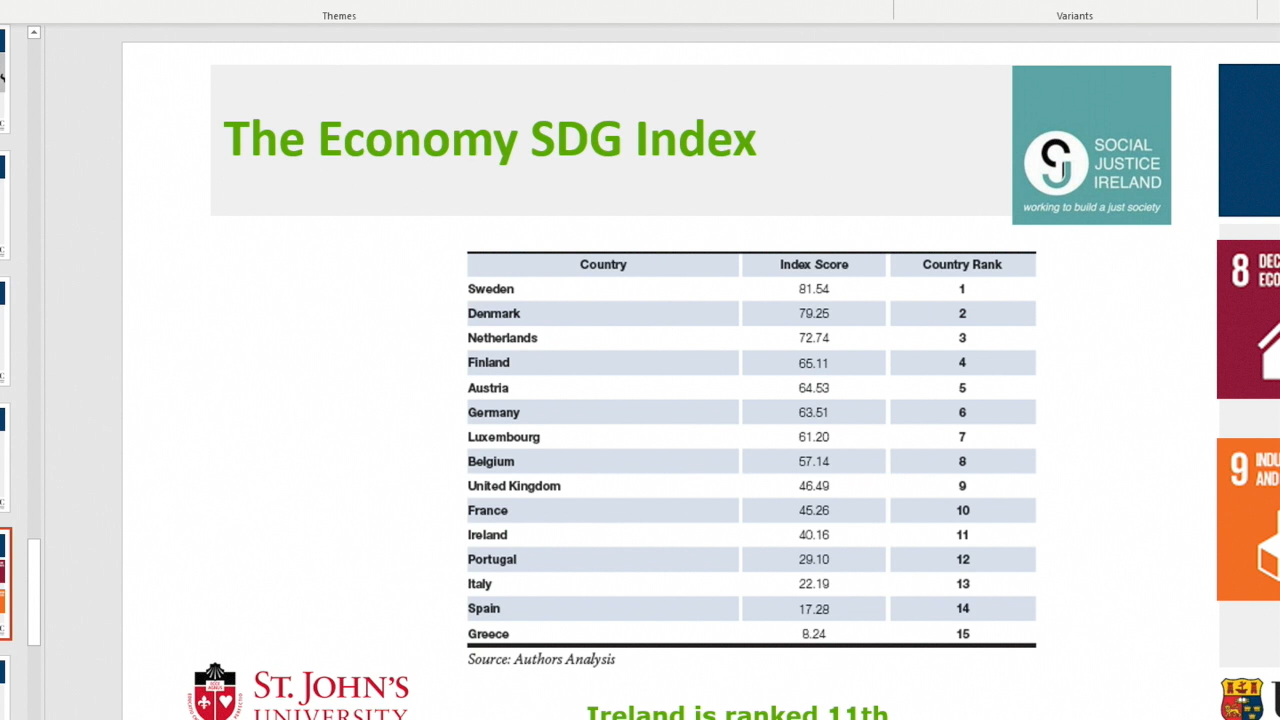 Themes
Variants
The Economy SDG Index
SOCIAL
JUSTICE
IRELAND
working to build a just society
Country Index Score Country Rank
Sweden 81.54 1
Denmark 79.25 2
Netherlands 72.74 3
Finland 65.11 4
Austria 64.53 5
Germany 63.51 6
Luxembourg 61.20 7
Belgium 57.14 8
United Kingdom 46.49 9
France 45.26 10
Ireland 40.16 11
Portugal 29.10 12
Italy 22.19 13
Spain 17.28 14
Greece 8.24 15
Source: Authors Analysis
8 DEC
ECO
9 INDU
AND
ST. JOHN'S
UNIVERSITY
Ireland is ranked 11th